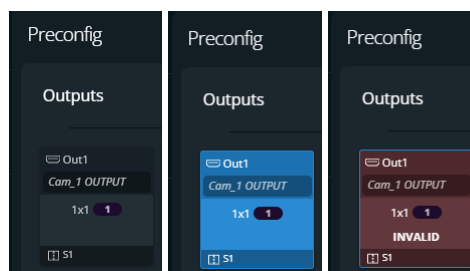 Preconfig
Outputs
Out1
Cam_1 OUTPUT
1x1 1
S1
Preconfig
Outputs
Out1
Cam_1 OUTPUT
1x1 1
S1
Preconfig
Outputs
Out1
Cam_1 OUTPUT
1x1 1
INVALID
S1